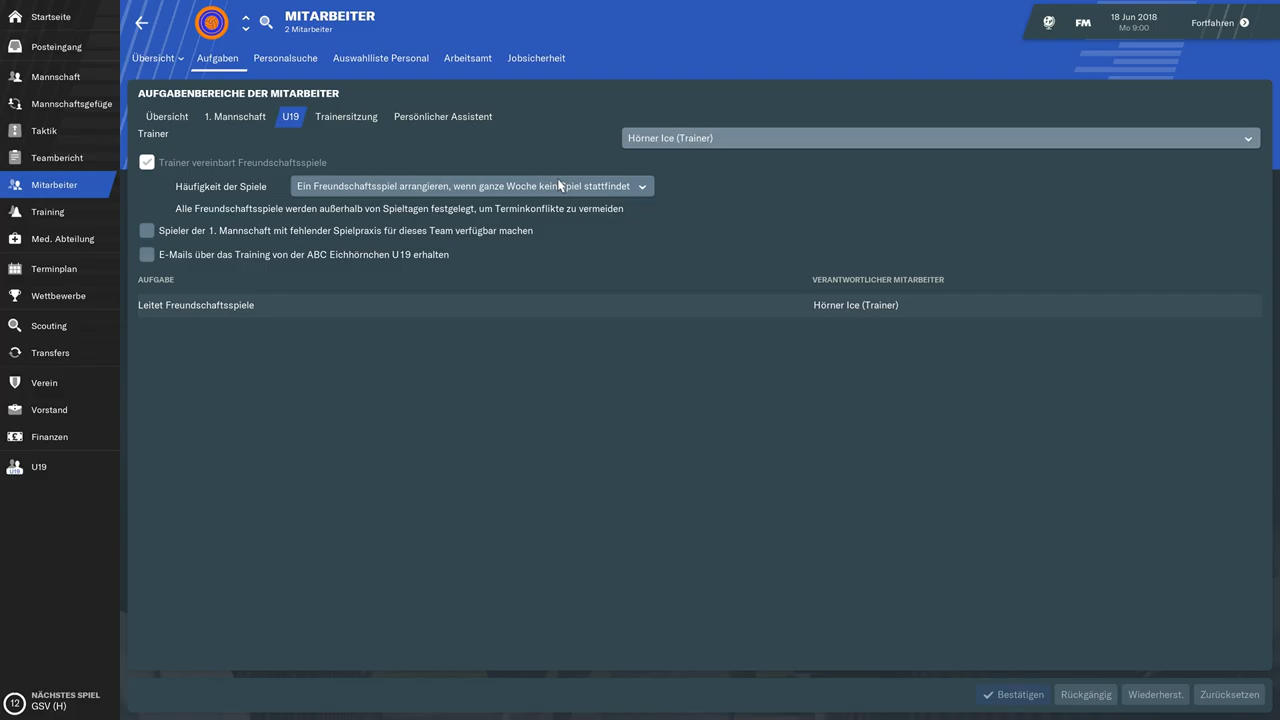 Startseite
Posteingang
Mannschaft
Mannschaftsgefüge
Taktik
Teambericht
Mitarbeiter
Training
Med. Abteilung
Terminplan
Wettbewerbe
Scouting
Transfers
Verein
Vorstand
Finanzen
U19
12
NÄCHSTES SPIEL
GSV (H)
MITARBEITER
2 Mitarbeiter
FM
18 Jun 2018
Mo 9:00
Fortfahren
Übersicht Aufgaben Personalsuche Auswahlliste Personal Arbeitsamt Jobsicherheit
AUFGABENBEREICHE DER MITARBEITER
Übersicht 1. Mannschaft U19 Trainersitzung Persönlicher Assistent
Trainer Hörner Ice (Trainer)
Trainer vereinbart Freundschaftsspiele
Häufigkeit der Spiele Ein Freundschaftsspiel arrangieren, wenn ganze Woche kein Spiel stattfindet
Alle Freundschaftsspiele werden außerhalb von Spieltagen festgelegt, um Terminkonflikte zu vermeiden
Spieler der 1. Mannschaft mit fehlender Spielpraxis für dieses Team verfügbar machen
E-Mails über das Training von der ABC Eichhörnchen U19 erhalten
AUFGABE VERANTWORTLICHER MITARBEITER
Leitet Freundschaftsspiele Hörner Ice (Trainer)
Bestätigen Rückgängig Wiederherst. Zurücksetzen